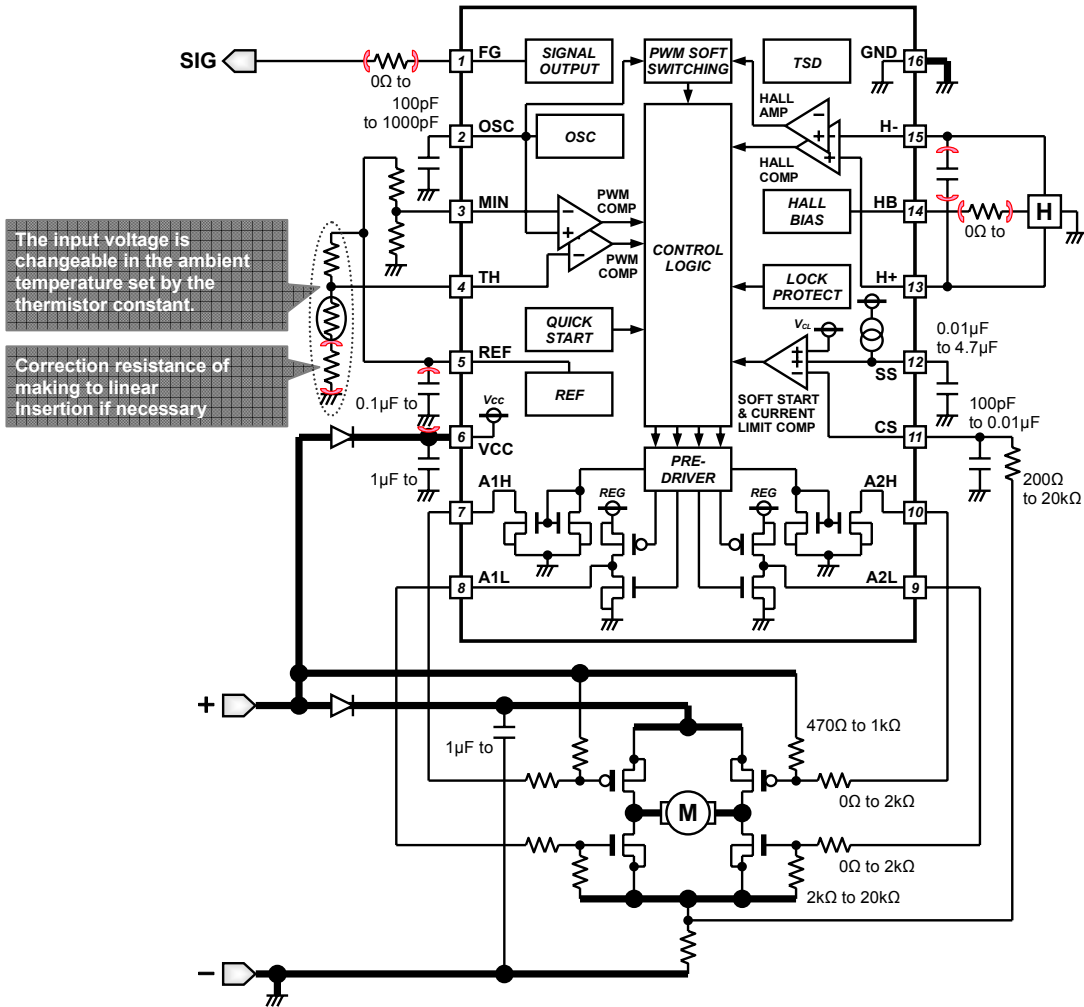 SIG
1
FG
SIGNAL
OUTPUT
PWM SOFT
SWITCHING
TSD
GND
16
0Ω to
100pF
to 1000pF
2
OSC
OSC
HALL
AMP
H-
15
HALL
COMP
3
MIN
PWM
COMP
PWM
COMP
CONTROL
LOGIC
HALL
BIAS
HB
14
0Ω to
H
The input voltage is
changeable in the ambient
temperature set by the
thermistor constant.
4
TH
LOCK
PROTECT
H+
13
QUICK
START
VCL
0.01µF
to 4.7µF
Correction resistance of
making to linear
Insertion if necessary
5
REF
REF
0.1µF to
SS
12
SOFT START
& CURRENT
LIMIT COMP
100pF
to 0.01µF
CS
11
Vcc
6
VCC
1µF to
PRE-
DRIVER
200Ω
to 20kΩ
A1H
7
REG
REG
A2H
10
A1L
8
A2L
9
+
1µF to
470Ω to 1kΩ
0Ω to 2kΩ
M
0Ω to 2kΩ
2kΩ to 20kΩ
−